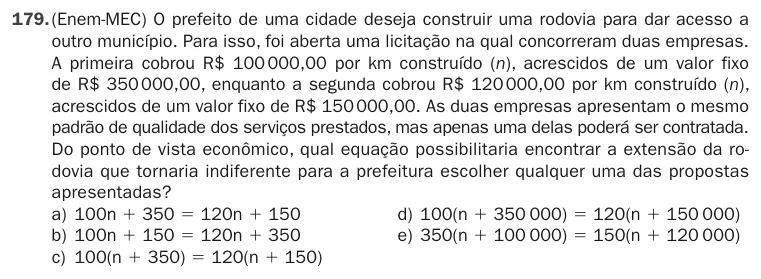 179. (Enem-MEC) O prefeito de uma cidade deseja construir uma rodovia para dar acesso a
outro município. Para isso, foi aberta uma licitação na qual concorreram duas empresas.
A primeira cobrou R$ 100 000,00 por km construído (n), acrescidos de um valor fixo
de R$ 350 000,00, enquanto a segunda cobrou R$ 120 000,00 por km construído (n),
acrescidos de um valor fixo de R$ 150 000,00. As duas empresas apresentam o mesmo
padrão de qualidade dos serviços prestados, mas apenas uma delas poderá ser contratada.
Do ponto de vista econômico, qual equação possibilitaria encontrar a extensão da ro-
dovia que tornaria indiferente para a prefeitura escolher qualquer uma das propostas
apresentadas?
a) 100n + 350 = 120n + 150
b) 100n + 150 = 120n + 350
c) 100(n + 350) = 120(n + 150)
d) 100(n + 350 000) = 120(n + 150 000)
e) 350(n + 100 000) = 150(n + 120 000)